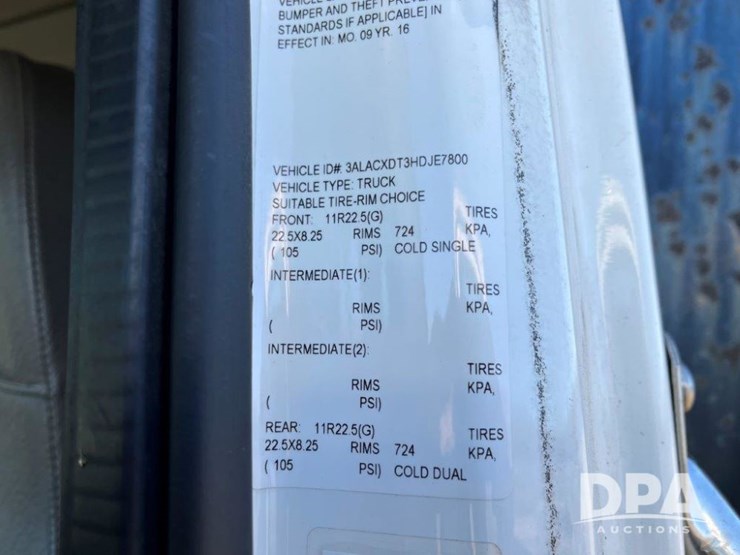 BUMPER AND THEFT
STANDARDS IF APPLICABLE] IN
EFFECT IN: MO. 09 YR. 16
VEHICLE ID#: 3ALACXDT3HDJE7800
VEHICLE TYPE: TRUCK
SUITABLE TIRE-RIM CHOICE
FRONT: 11R22.5(G) TIRES
22.5X8.25 RIMS 724 KPA,
( 105 PSI) COLD SINGLE
INTERMEDIATE(1):
TIRES
RIMS KPA,
( PSI)
INTERMEDIATE(2):
TIRES
RIMS KPA,
( PSI)
REAR: 11R22.5(G) TIRES
22.5X8.25 RIMS 724 KPA,
( 105 PSI) COLD DUAL
DPA
AUCTIONS